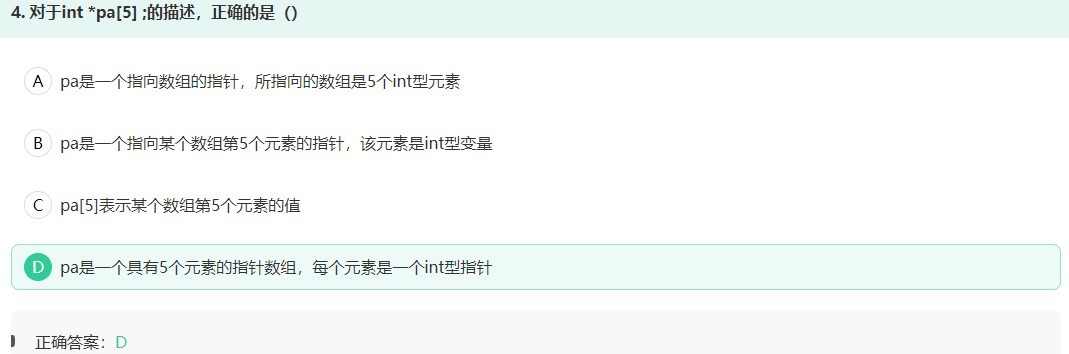 4. 对于int *pa[5] ;的描述，正确的是（）
A pa是一个指向数组的指针，所指向的数组是5个int型元素
B pa是一个指向某个数组第5个元素的指针，该元素是int型变量
C pa[5]表示某个数组第5个元素的值
D pa是一个具有5个元素的指针数组，每个元素是一个int型指针
正确答案：D